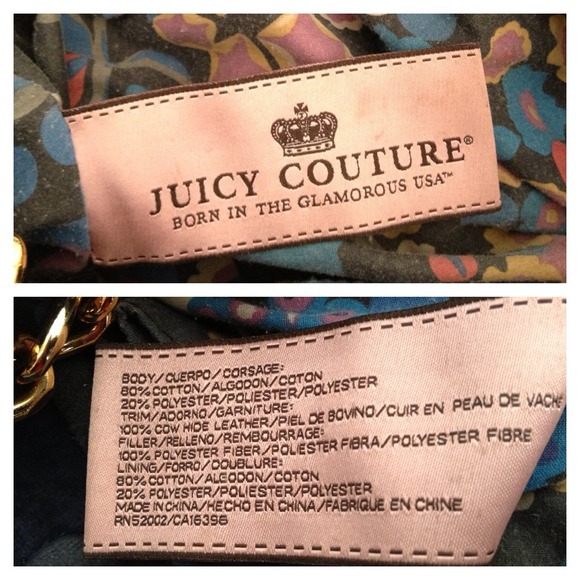 JUICY COUTURE®
BORN IN THE GLAMOROUS USA™
BODY/CUERPO/CORSAGE:
80% COTTON/ALGODON/COTON
20% POLYESTER/POLIESTER/POLYESTER
TRIM/ADORNO/GARNITURE:
100% COW HIDE LEATHER/PIEL DE BOVINO/CUIR EN PEAU DE VACHE
FILLER/RELLENO/REMBOURRAGE:
100% POLYESTER FIBER/POLIESTER FIBRA/POLYESTER FIBRE
LINING/FORRO/DOUBLURE:
80% COTTON/ALGODON/COTON
20% POLYESTER/POLIESTER/POLYESTER
MADE IN CHINA/HECHO EN CHINA/FABRIQUE EN CHINE
RN52002/CA16396